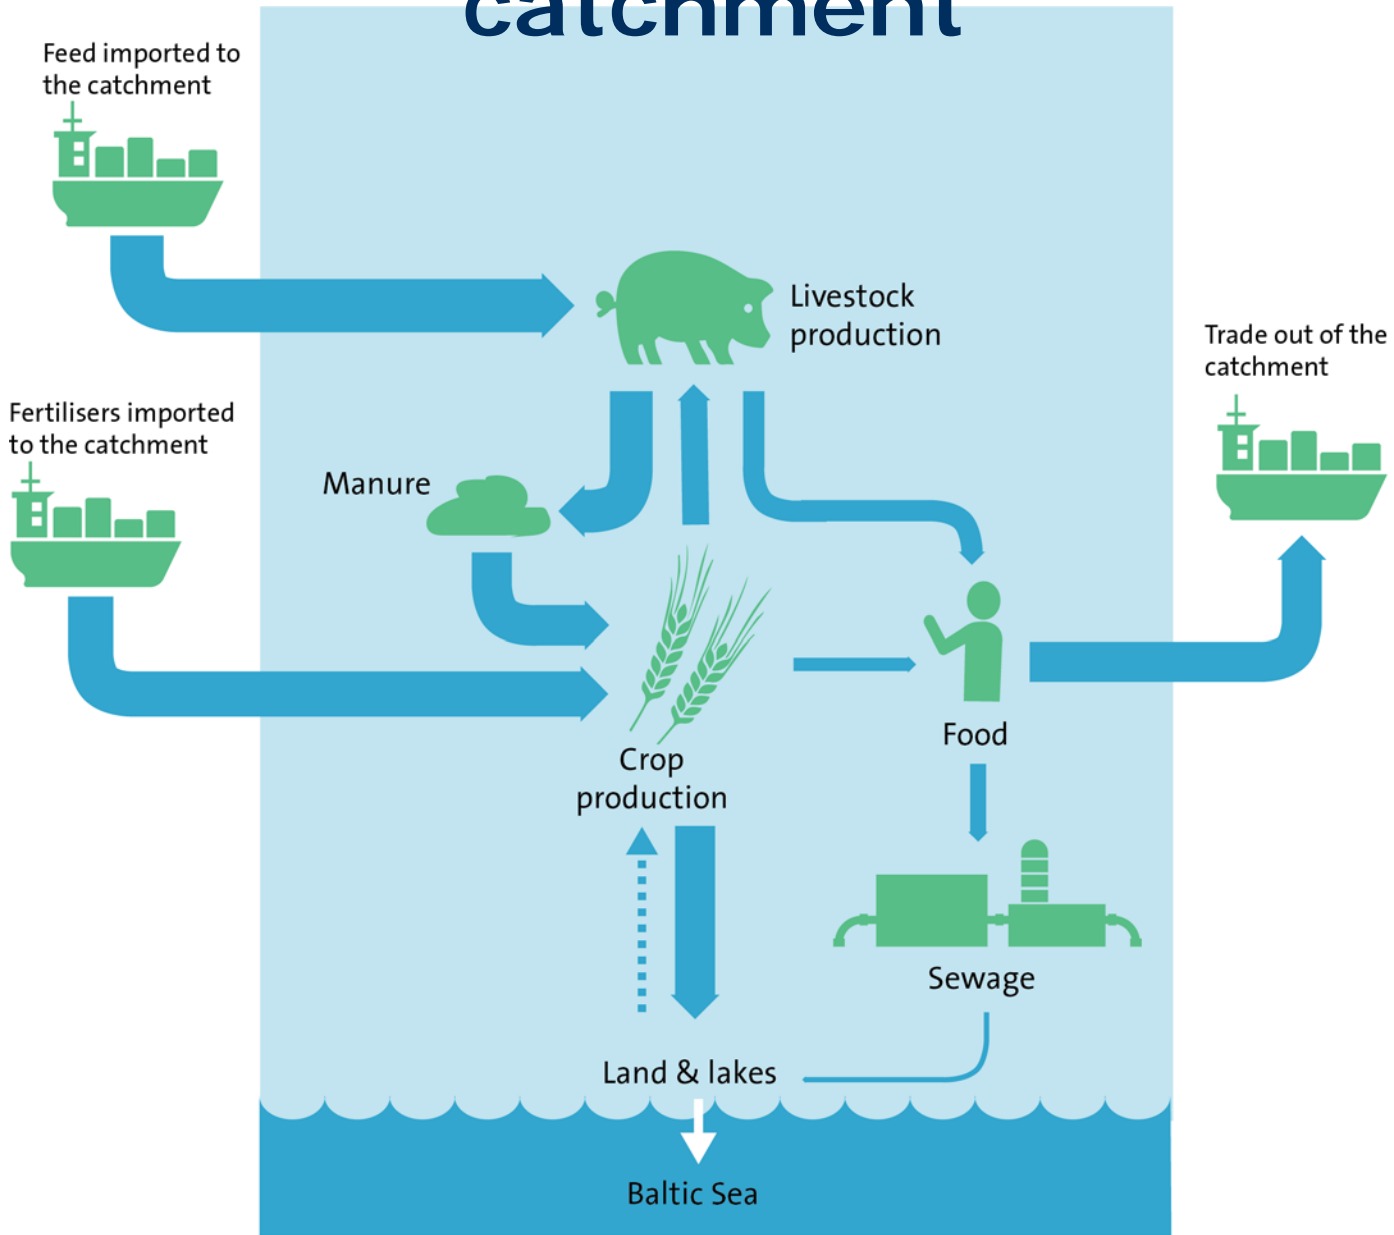 catchment
Feed imported to
the catchment
Livestock
production
Trade out of the
catchment
Fertilisers imported
to the catchment
Manure
Food
Crop
production
Sewage
Land & lakes
Baltic Sea